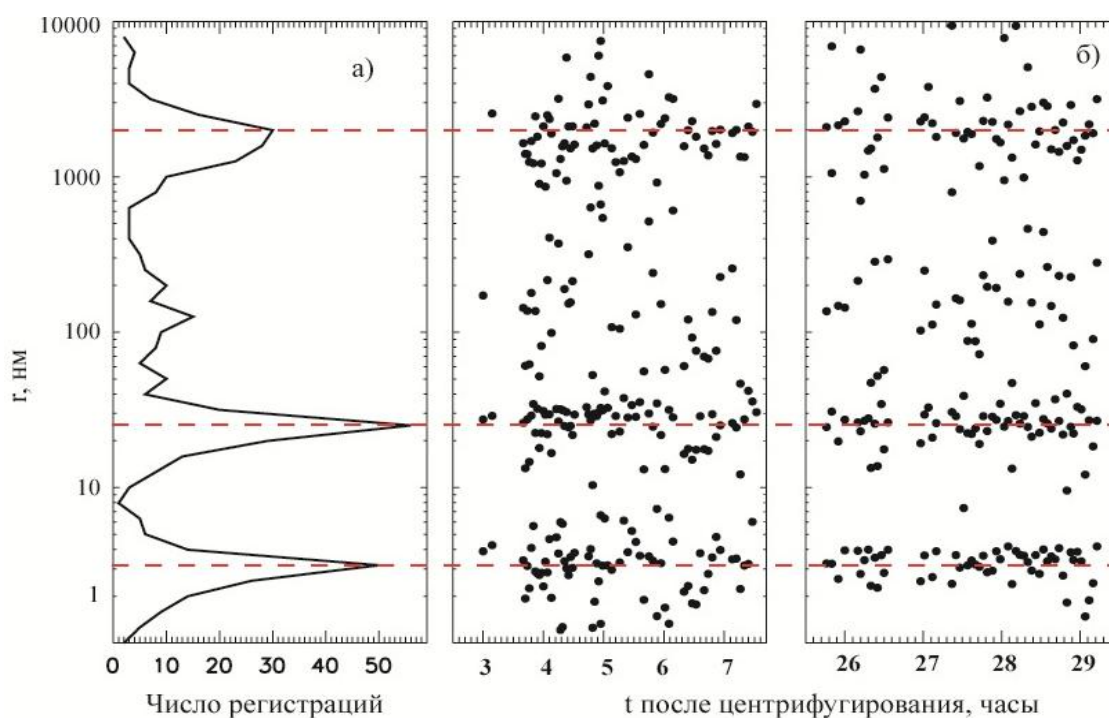 10000
1000
100
10
1
r, нм
а)
б)
0 10 20 30 40 50
3 4 5 6 7
26 27 28 29
Число регистраций
t после центрифугирования, часы